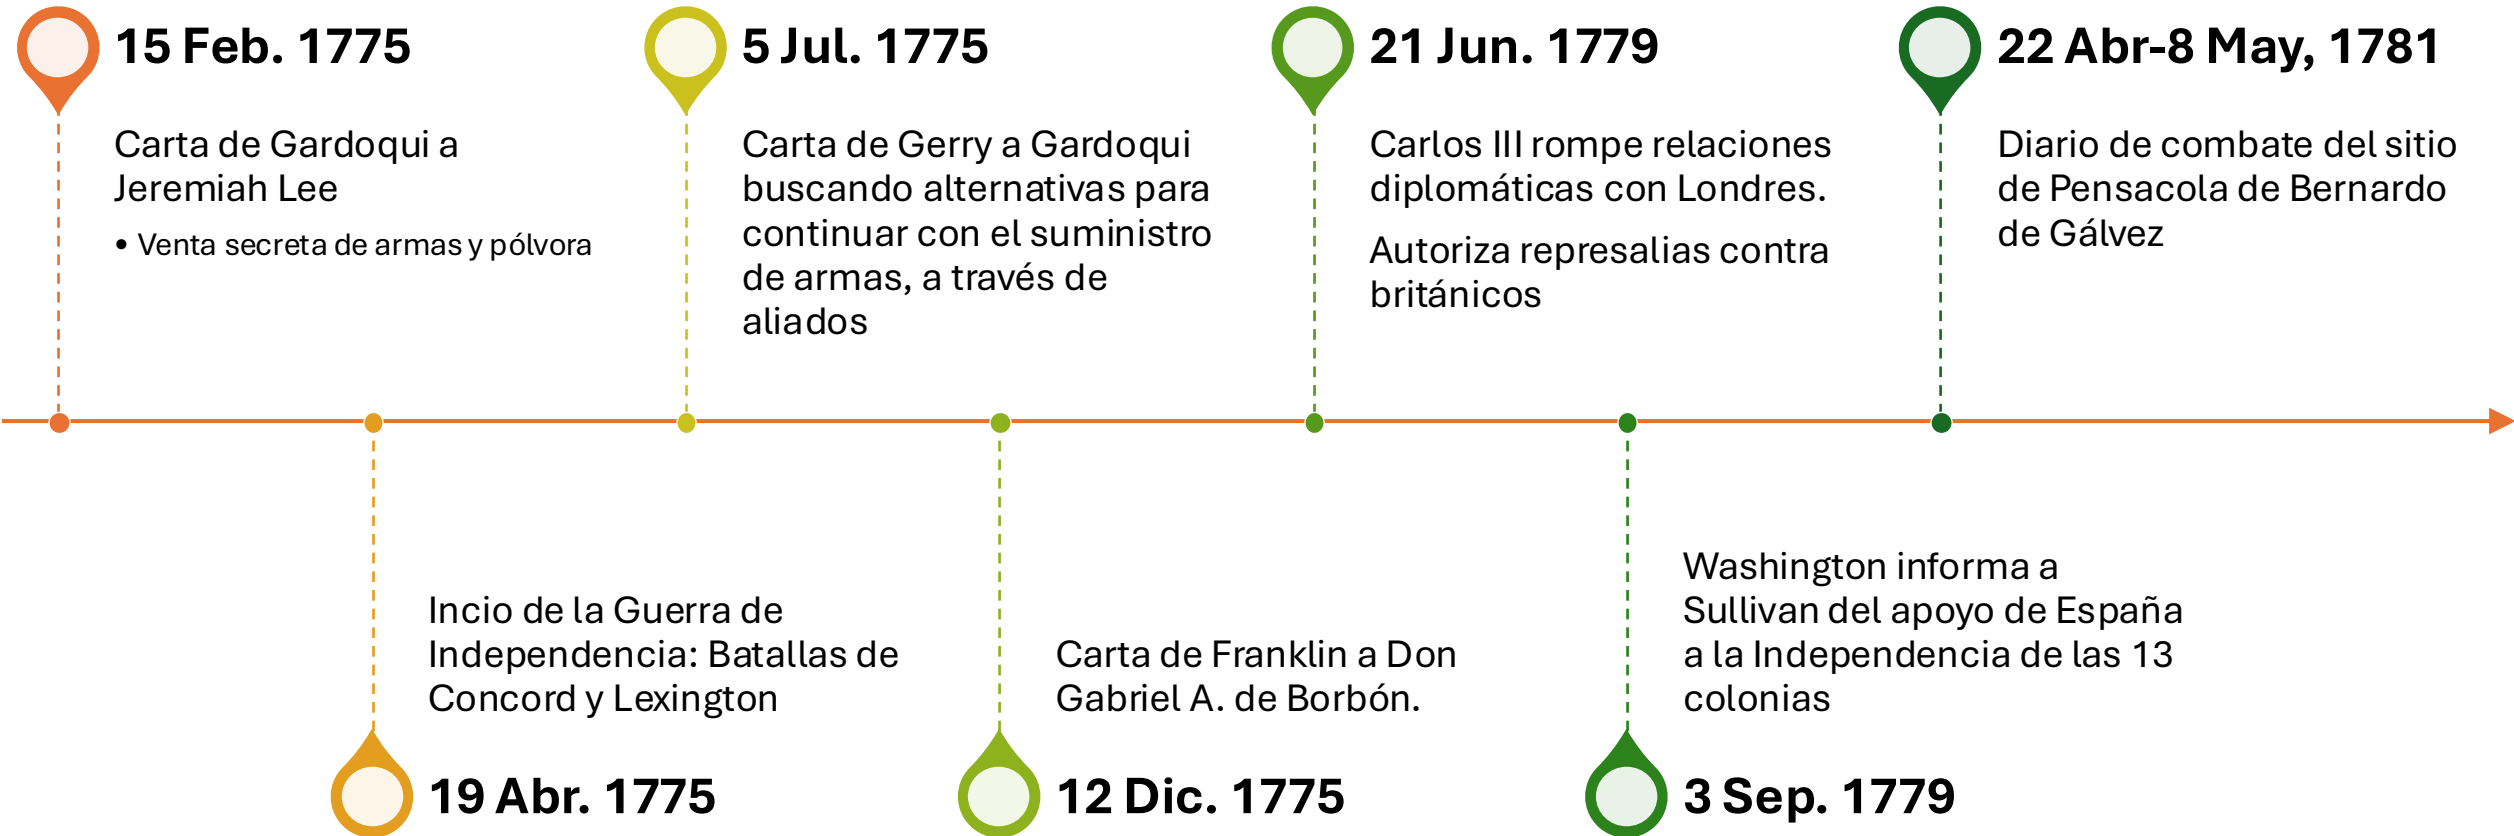 15 Feb. 1775
Carta de Gardoqui a
Jeremiah Lee
• Venta secreta de armas y pólvora
5 Jul. 1775
Carta de Gerry a Gardoqui
buscando alternativas para
continuar con el suministro
de armas, a través de
aliados
21 Jun. 1779
Carlos III rompe relaciones
diplomáticas con Londres.
Autoriza represalias contra
británicos
22 Abr-8 May, 1781
Diario de combate del sitio
de Pensacola de Bernardo
de Gálvez
Incio de la Guerra de
Independencia: Batallas de
Concord y Lexington
19 Abr. 1775
Carta de Franklin a Don
Gabriel A. de Borbón.
12 Dic. 1775
Washington informa a
Sullivan del apoyo de España
a la Independencia de las 13
colonias
3 Sep. 1779